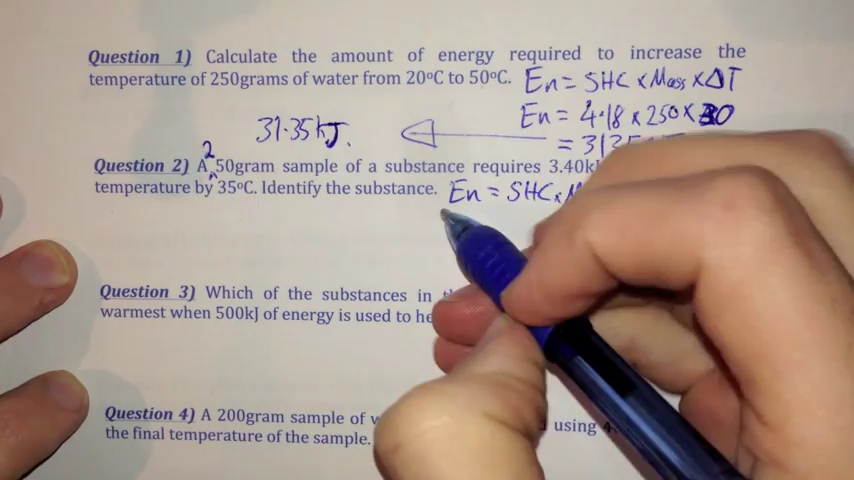 Question 1) Calculate the amount of energy required to increase the
temperature of 250grams of water from 20°C to 50°C. En = SHC x Mass x ΔT
En = 4.18 x 250 x 30
31.35kJ.
2
Question 2) A 50gram sample of a substance requires 3.40k
temperature by 35°C. Identify the substance. En = SHC x
Question 3) Which of the substances in
warmest when 500kJ of energy is used to
Question 4) A 200gram sample of
using
the final temperature of the sample.